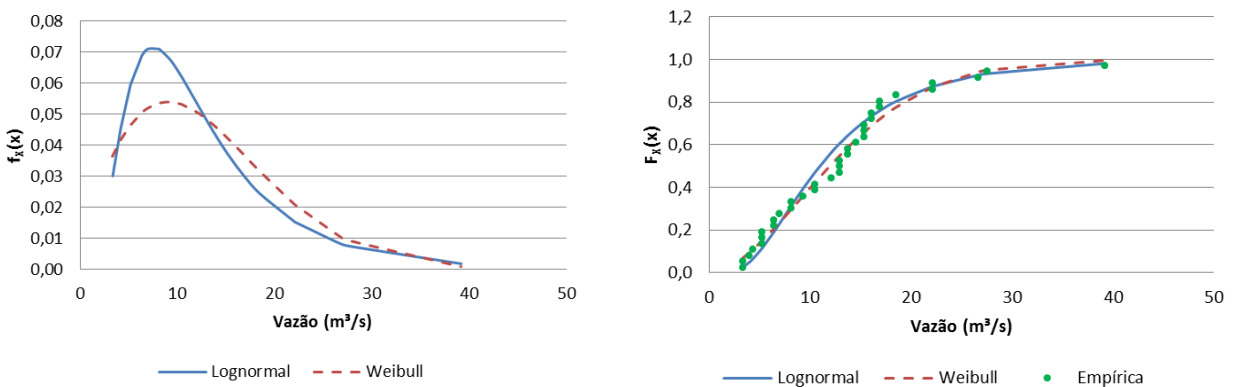 0,08
0,07
0,06
0,05
0,04
0,03
0,02
0,01
0,00
fₓ(x)
0 10 20 30 40 50
Vazão (m³/s)
Lognormal Weibull
1,2
1,0
0,8
0,6
0,4
0,2
0,0
Fₓ(x)
0 10 20 30 40 50
Vazão (m³/s)
Lognormal Weibull Empírica